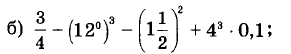 б) 3/4 − (12⁰)³ − (1 1/2)² + 4³ · 0,1;